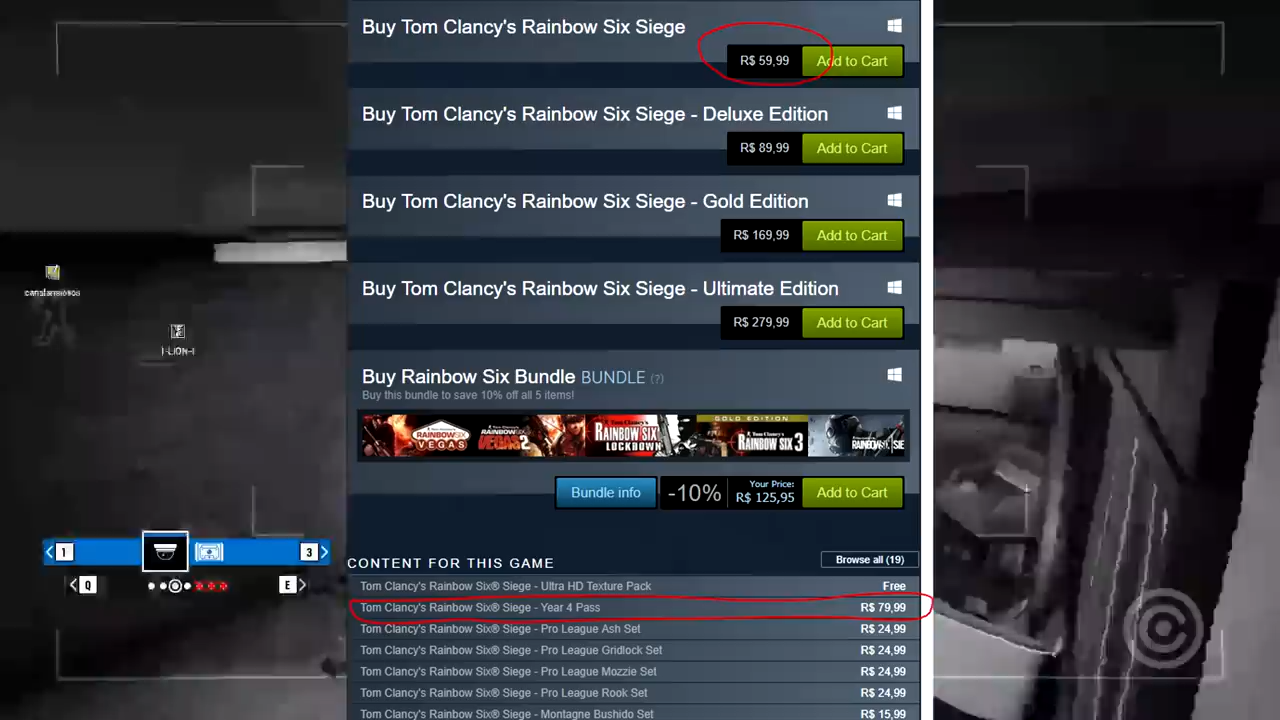 Buy Tom Clancy's Rainbow Six Siege
R$ 59,99 Add to Cart
Buy Tom Clancy's Rainbow Six Siege - Deluxe Edition
R$ 89,99 Add to Cart
Buy Tom Clancy's Rainbow Six Siege - Gold Edition
R$ 169,99 Add to Cart
Buy Tom Clancy's Rainbow Six Siege - Ultimate Edition
R$ 279,99 Add to Cart
Buy Rainbow Six Bundle BUNDLE (?)
Buy this bundle to save 10% off all 5 items!
RAINBOW SIX VEGAS
RAINBOW SIX VEGAS 2
RAINBOW SIX LOCKDOWN
GOLD EDITION
RAINBOW SIX 3
Bundle info -10% Your Price: R$ 125,95 Add to Cart
1 3
Q E
CONTENT FOR THIS GAME Browse all (19)
Tom Clancy's Rainbow Six® Siege - Ultra HD Texture Pack Free
Tom Clancy's Rainbow Six® Siege - Year 4 Pass R$ 79,99
Tom Clancy's Rainbow Six® Siege - Pro League Ash Set R$ 24,99
Tom Clancy's Rainbow Six® Siege - Pro League Gridlock Set R$ 24,99
Tom Clancy's Rainbow Six® Siege - Pro League Mozzie Set R$ 24,99
Tom Clancy's Rainbow Six® Siege - Pro League Rook Set R$ 24,99
Tom Clancy's Rainbow Six® Siege - Montagne Bushido Set R$ 15,99